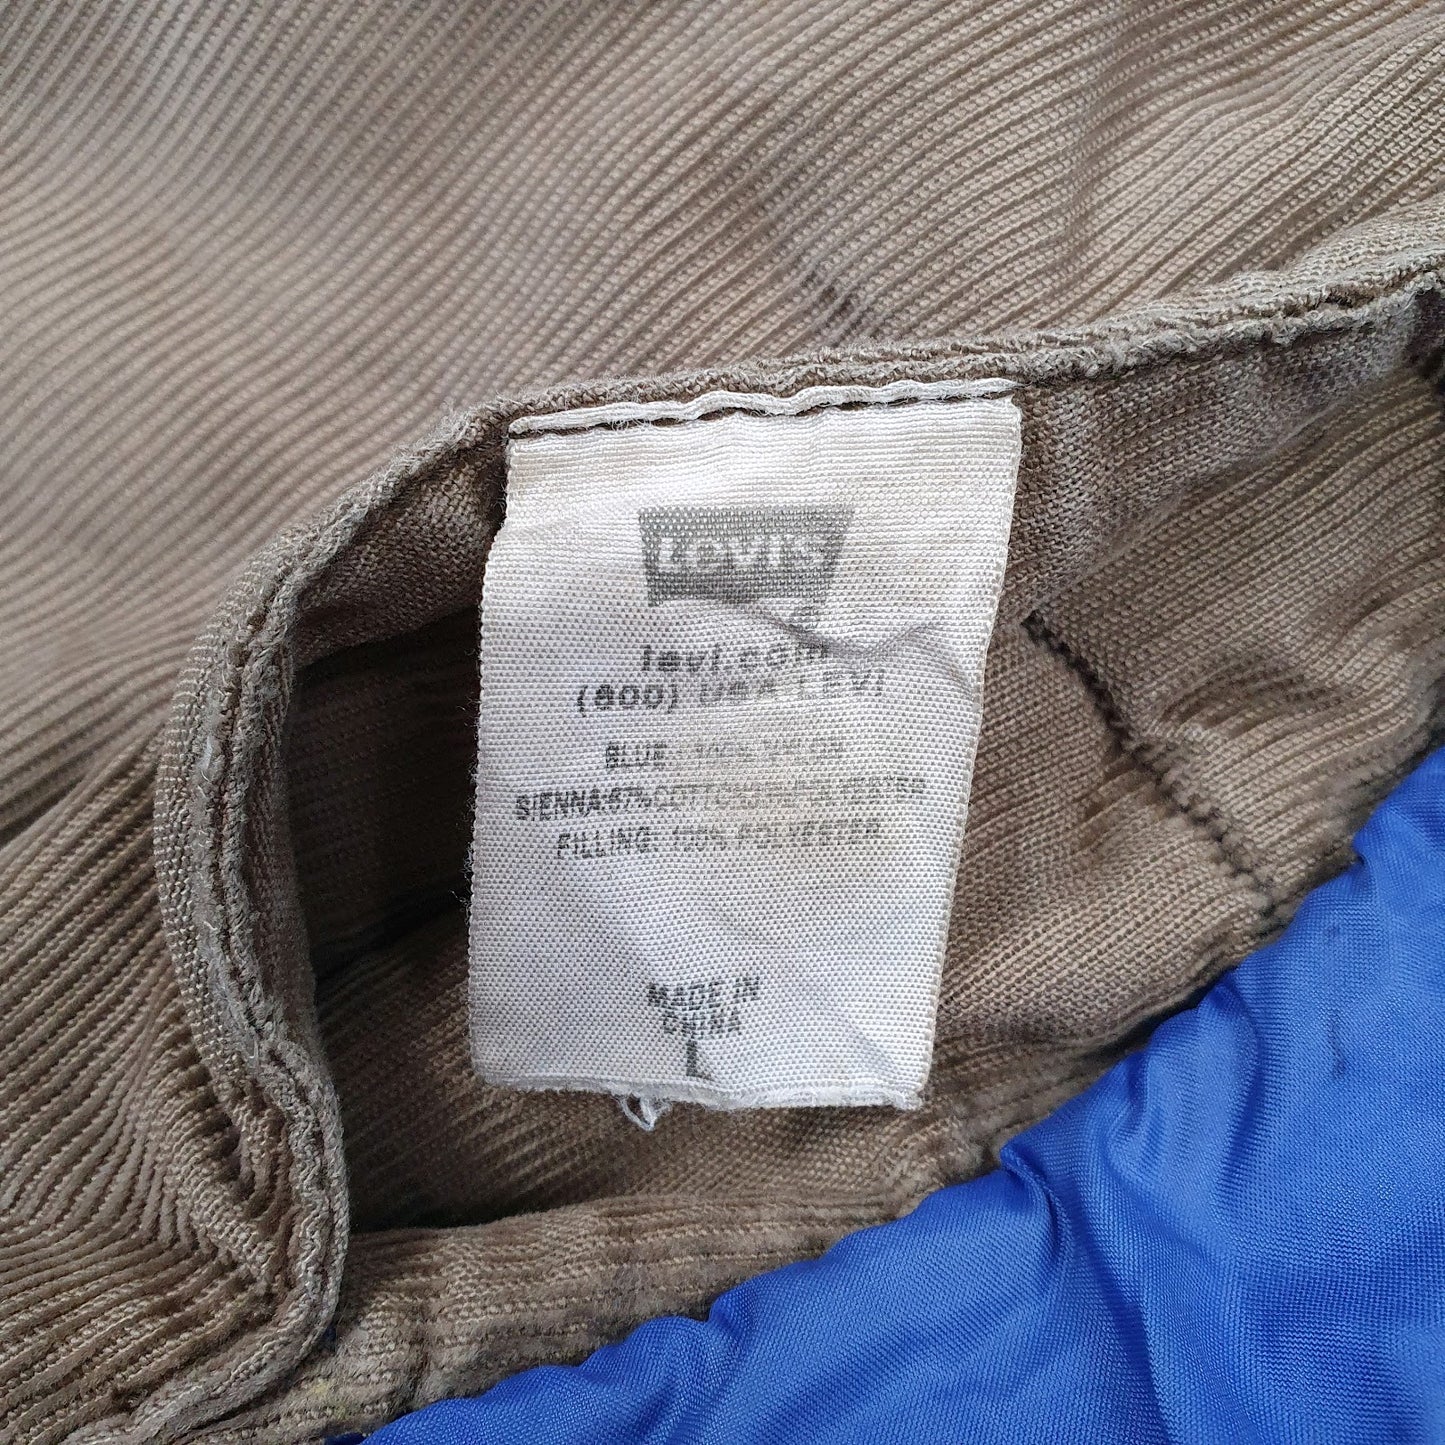 LEVI'S
levi.com
(800) USA LEVI
BLUE : 100% NYLON
SIENNA:67%COTTON/33%POLYESTER
FILLING: 100% POLYESTER
MADE IN
CHINA
L